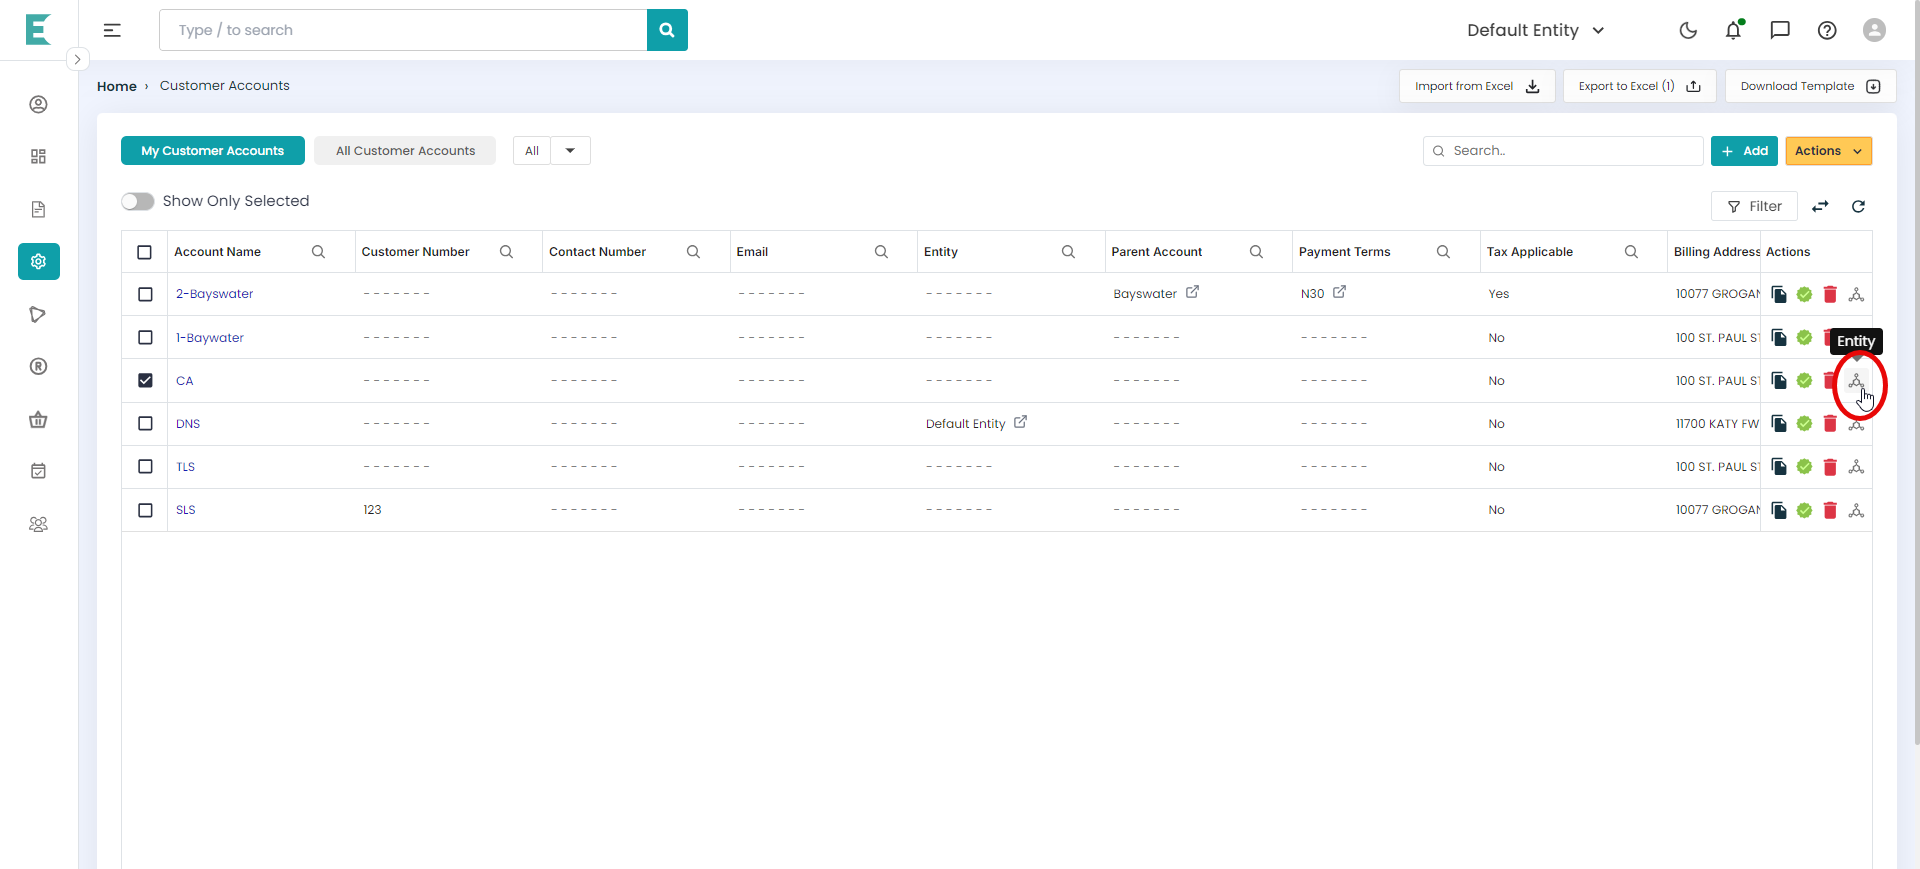 Type / to search
Default Entity
Home › Customer Accounts
Import from Excel
Export to Excel (1)
Download Template
My Customer Accounts
All Customer Accounts
All
Search..
+ Add
Actions
Show Only Selected
Filter
Account Name Customer Number Contact Number Email Entity Parent Account Payment Terms Tax Applicable Billing Address Actions
2-Bayswater ------- ------- ------- ------- Bayswater N30 Yes 10077 GROGAN
1-Baywater ------- ------- ------- ------- ------- ------- No 100 ST. PAUL ST
Entity
CA ------- ------- ------- ------- ------- ------- No 100 ST. PAUL ST
DNS ------- ------- ------- Default Entity ------- ------- No 11700 KATY FW
TLS ------- ------- ------- ------- ------- ------- No 100 ST. PAUL ST
SLS 123 ------- ------- ------- ------- ------- No 10077 GROGAN